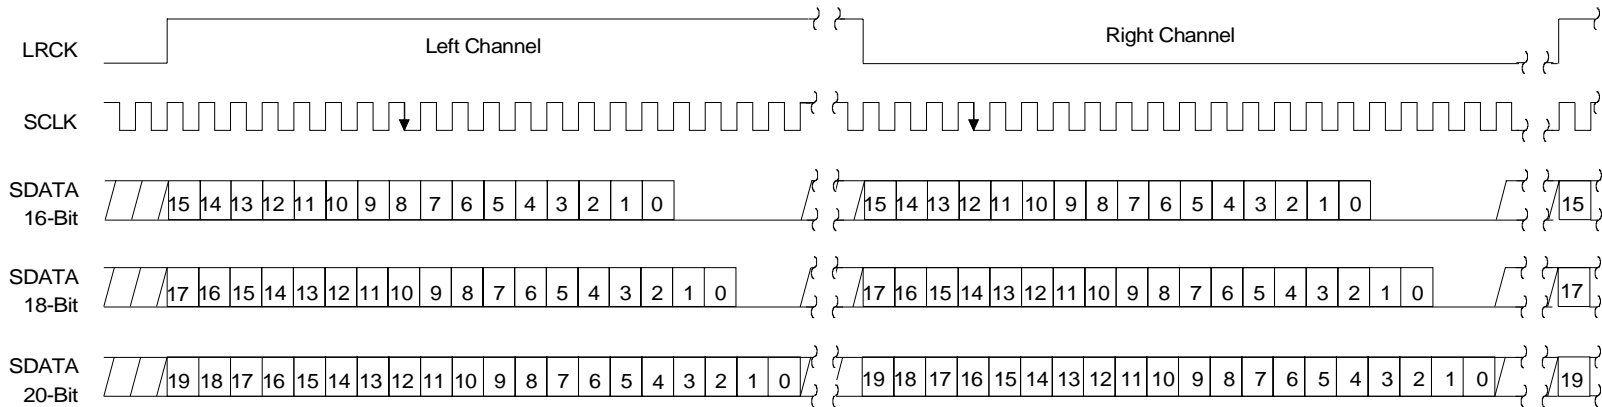 LRCK Left Channel Right Channel
SCLK
SDATA 16-Bit 15 14 13 12 11 10 9 8 7 6 5 4 3 2 1 0 15 14 13 12 11 10 9 8 7 6 5 4 3 2 1 0 15
SDATA 18-Bit 17 16 15 14 13 12 11 10 9 8 7 6 5 4 3 2 1 0 17 16 15 14 13 12 11 10 9 8 7 6 5 4 3 2 1 0 17
SDATA 20-Bit 19 18 17 16 15 14 13 12 11 10 9 8 7 6 5 4 3 2 1 0 19 18 17 16 15 14 13 12 11 10 9 8 7 6 5 4 3 2 1 0 19